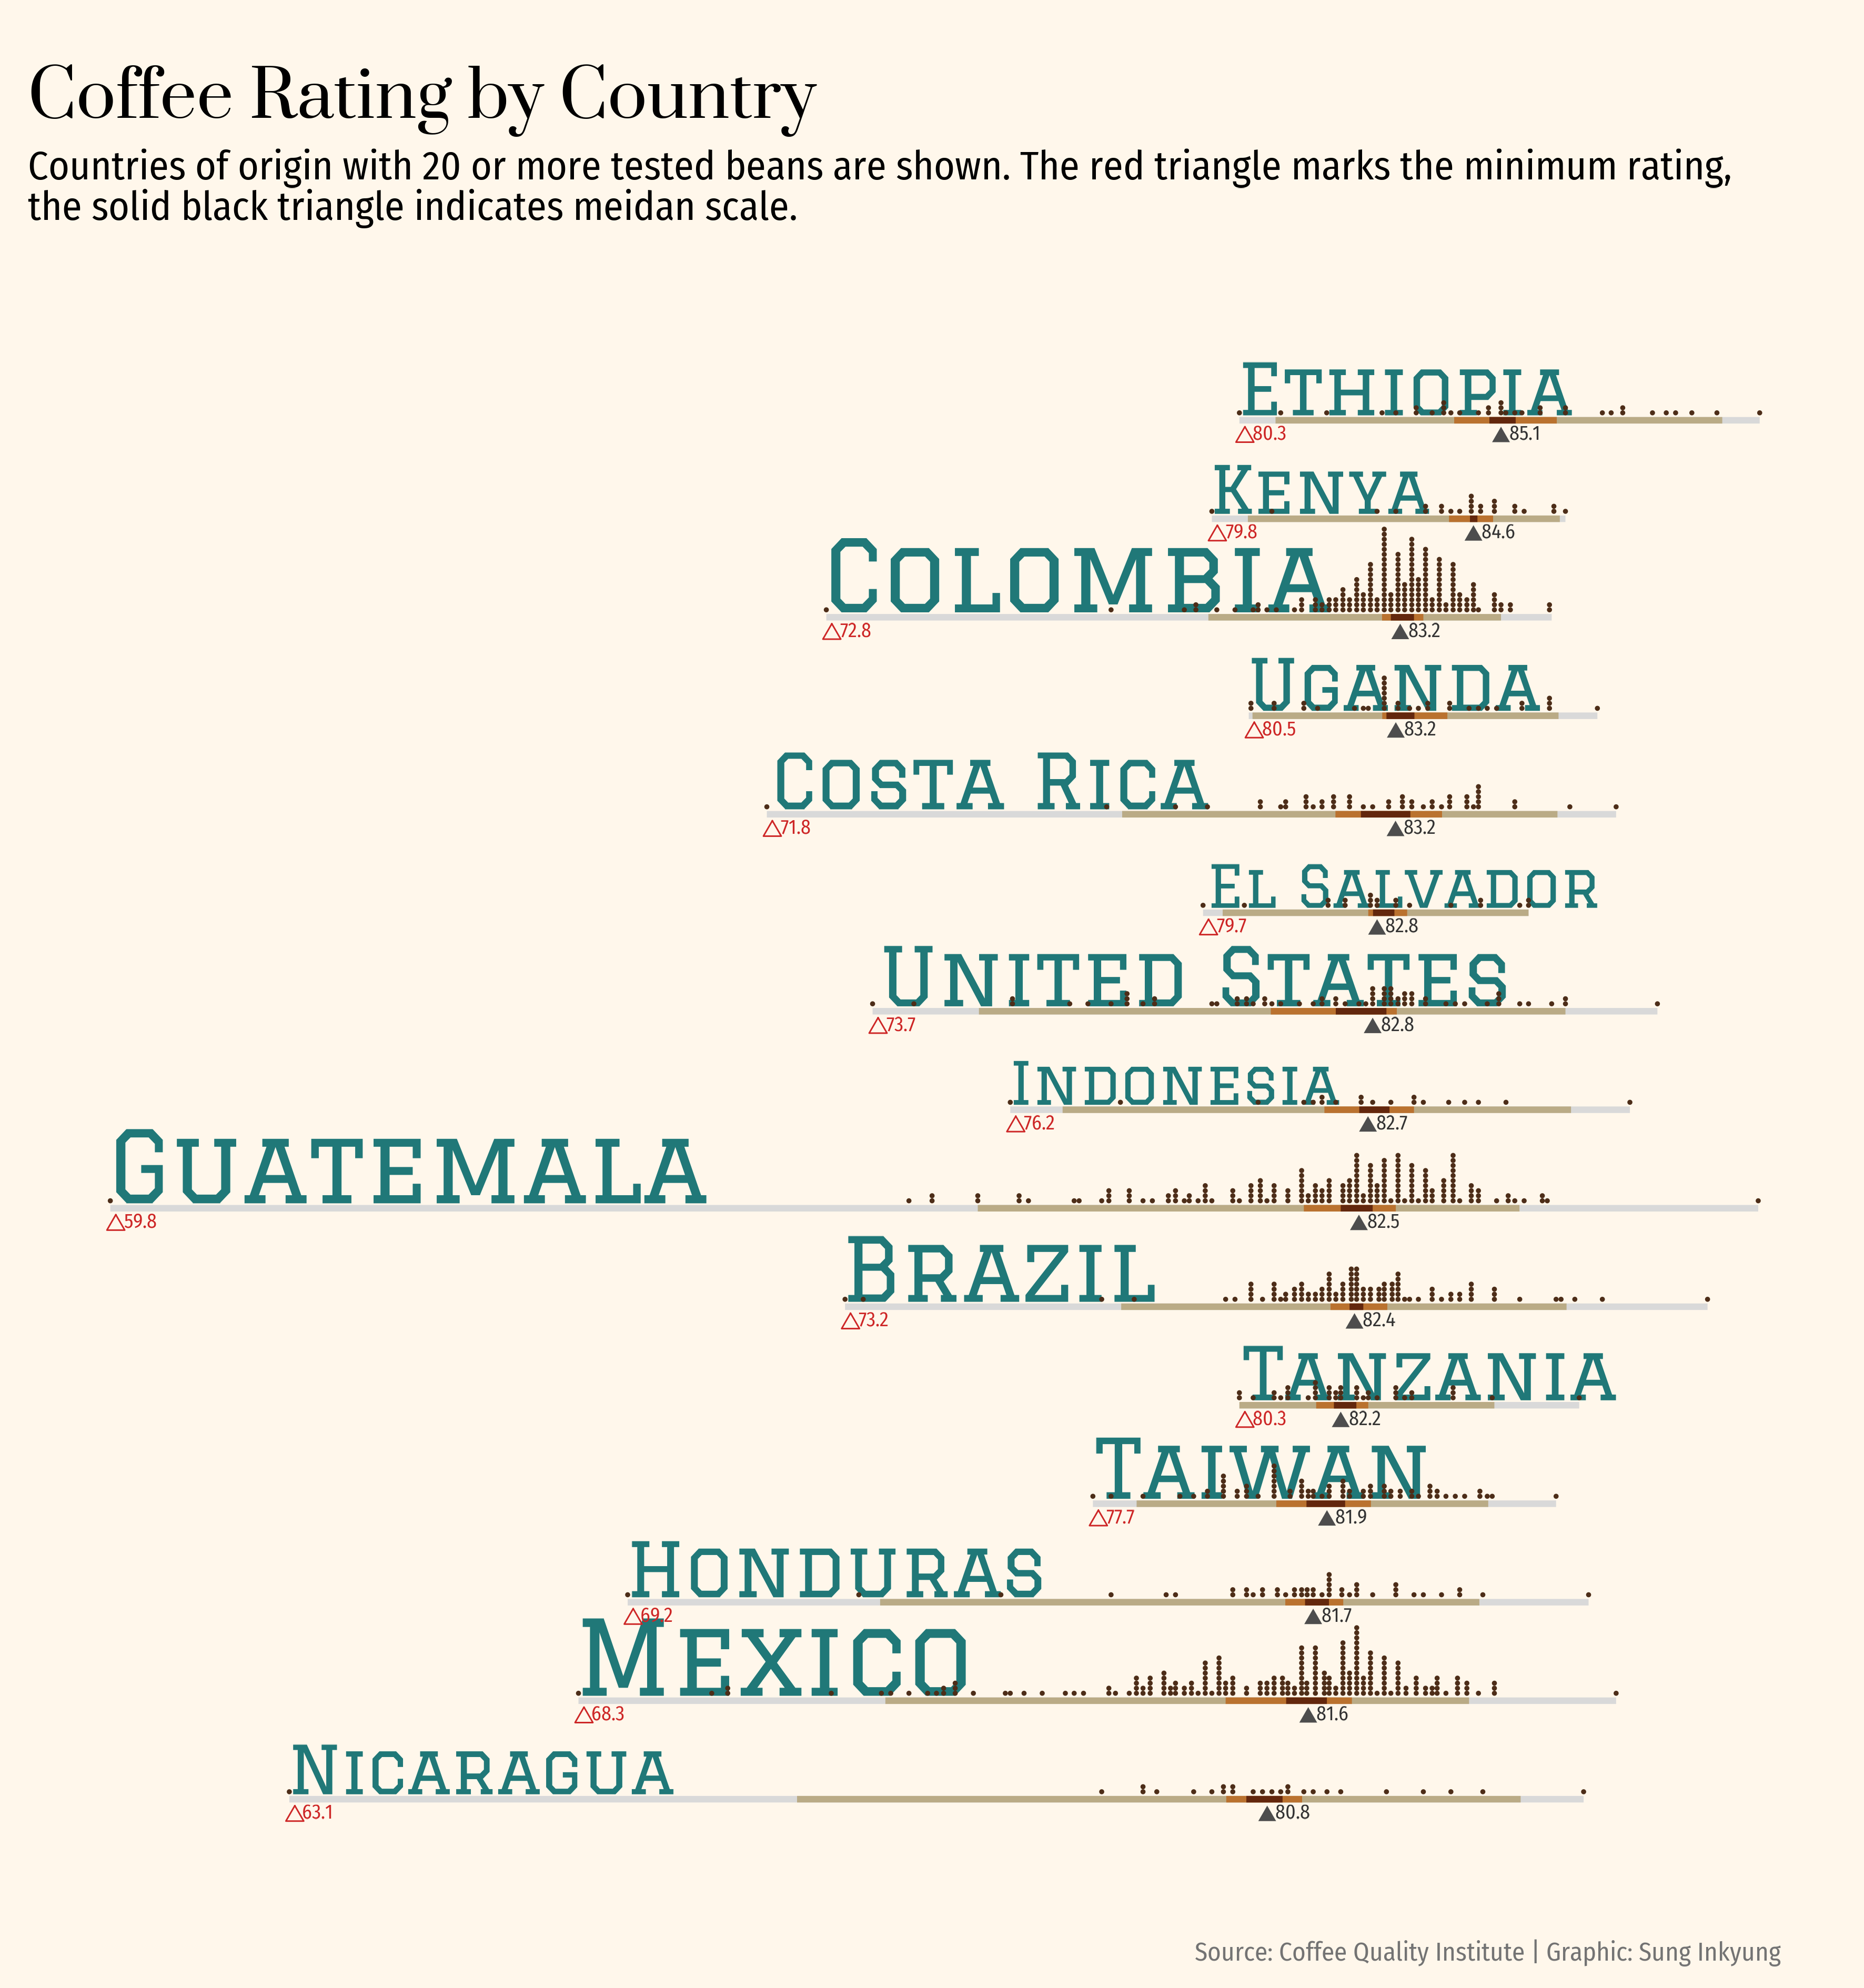 Coffee Rating by Country
Countries of origin with 20 or more tested beans are shown. The red triangle marks the minimum rating,
the solid black triangle indicates meidan scale.
ETHIOPIA
80.3
85.1
KENYA
79.8
84.6
COLOMBIA
72.8
83.2
UGANDA
80.5
83.2
COSTA RICA
71.8
83.2
EL SALVADOR
79.7
82.8
UNITED STATES
73.7
82.8
INDONESIA
76.2
82.7
GUATEMALA
59.8
82.5
BRAZIL
73.2
82.4
TANZANIA
80.3
82.2
TAIWAN
77.7
81.9
HONDURAS
69.2
81.7
MEXICO
68.3
81.6
NICARAGUA
63.1
80.8
Source: Coffee Quality Institute | Graphic: Sung Inkyung